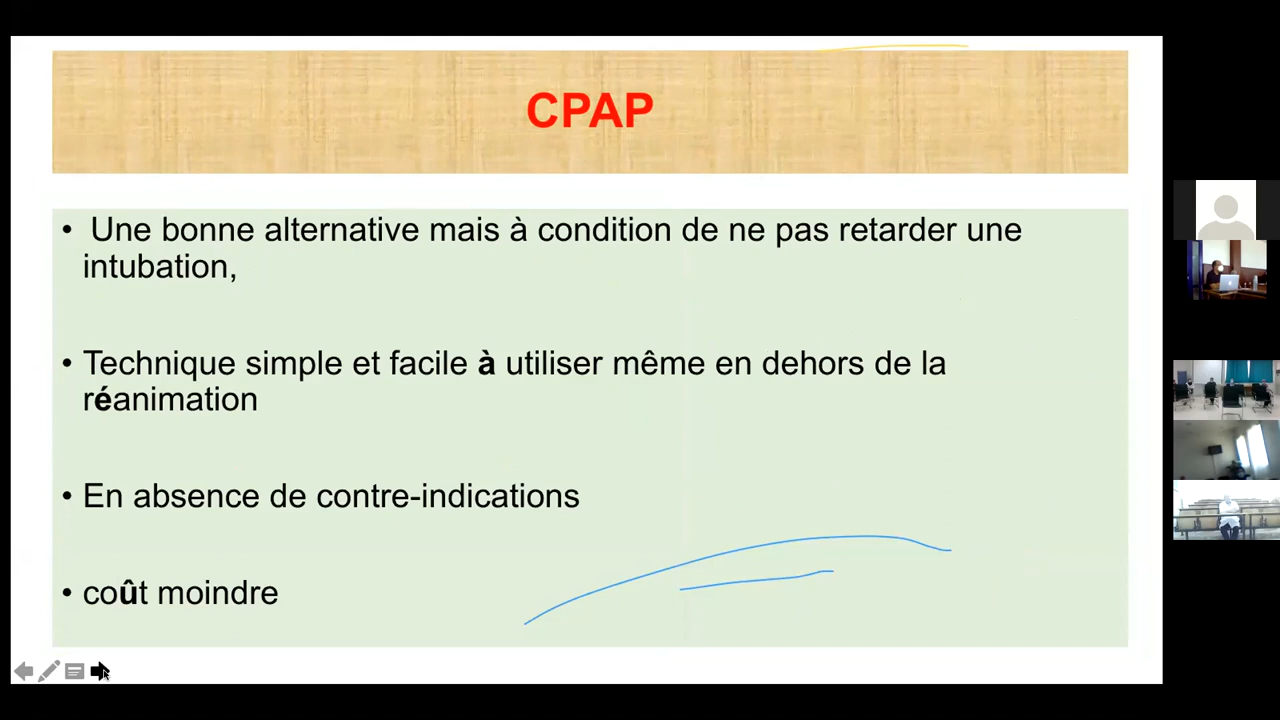 CPAP
• Une bonne alternative mais à condition de ne pas retarder une
intubation,
• Technique simple et facile à utiliser même en dehors de la
réanimation
• En absence de contre-indications
• coût moindre